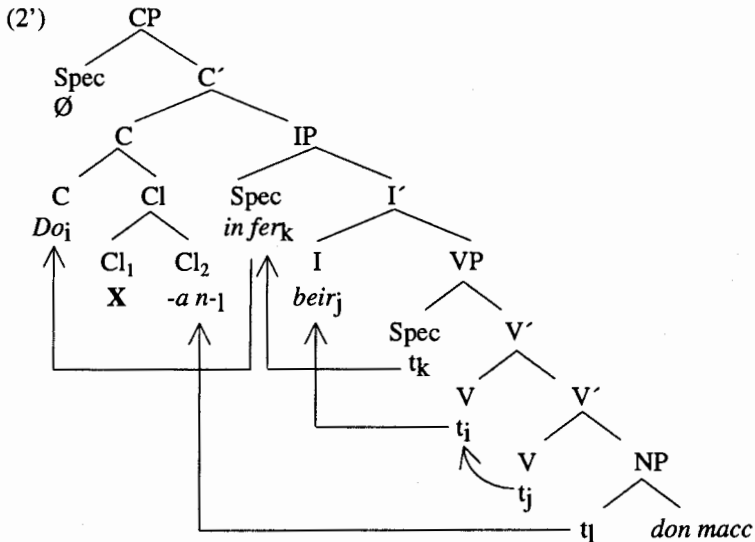 (2') CP
Spec C´
Ø
C IP
C Cl Spec I´
Doi in ferk
Cl1 Cl2 I VP
X -a n-l beirj
Spec V´
tk
V V´
ti
V NP
tj
tl don macc